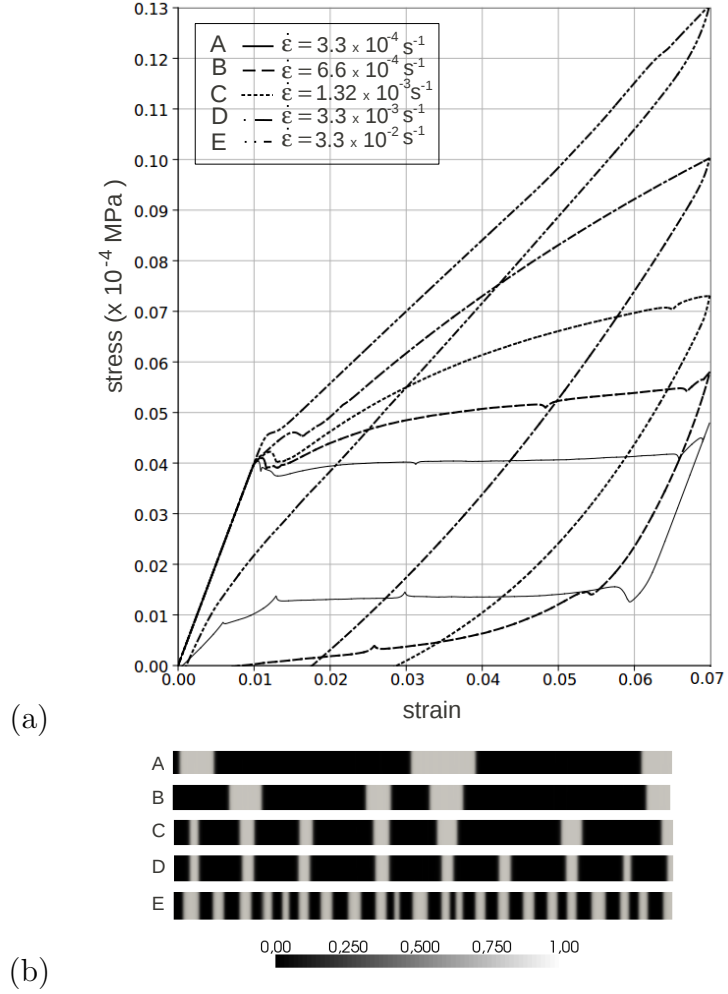 0.13
0.12
0.11
0.10
0.09
0.08
0.07
0.06
0.05
0.04
0.03
0.02
0.01
0.00
stress (x 10⁻⁴ MPa )
A ε̇ = 3.3 x 10⁻⁴ s⁻¹
B ε̇ = 6.6 x 10⁻⁴ s⁻¹
C ε̇ = 1.32 x 10⁻³ s⁻¹
D ε̇ = 3.3 x 10⁻³ s⁻¹
E ε̇ = 3.3 x 10⁻² s⁻¹
0.00 0.01 0.02 0.03 0.04 0.05 0.06 0.07
strain
(a)
A
B
C
D
E
0,00 0,250 0,500 0,750 1,00
(b)